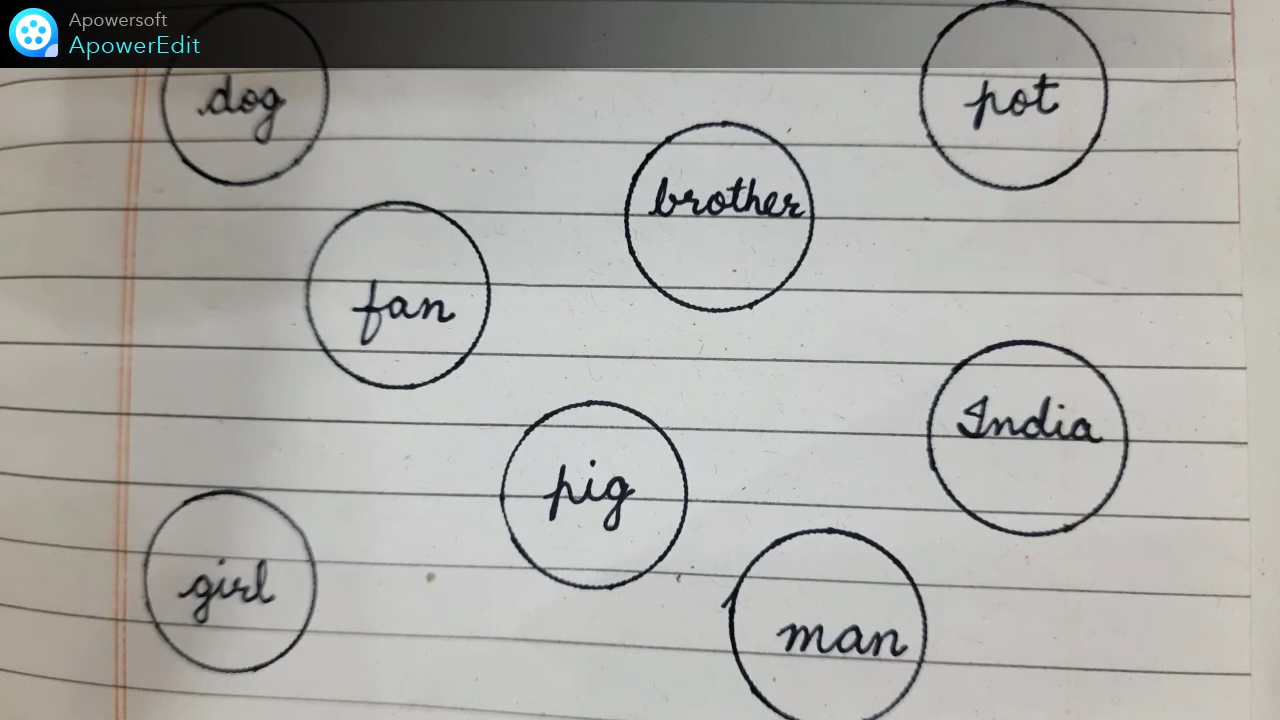 Apowersoft
ApowerEdit
dog
pot
brother
fan
India
pig
girl
man